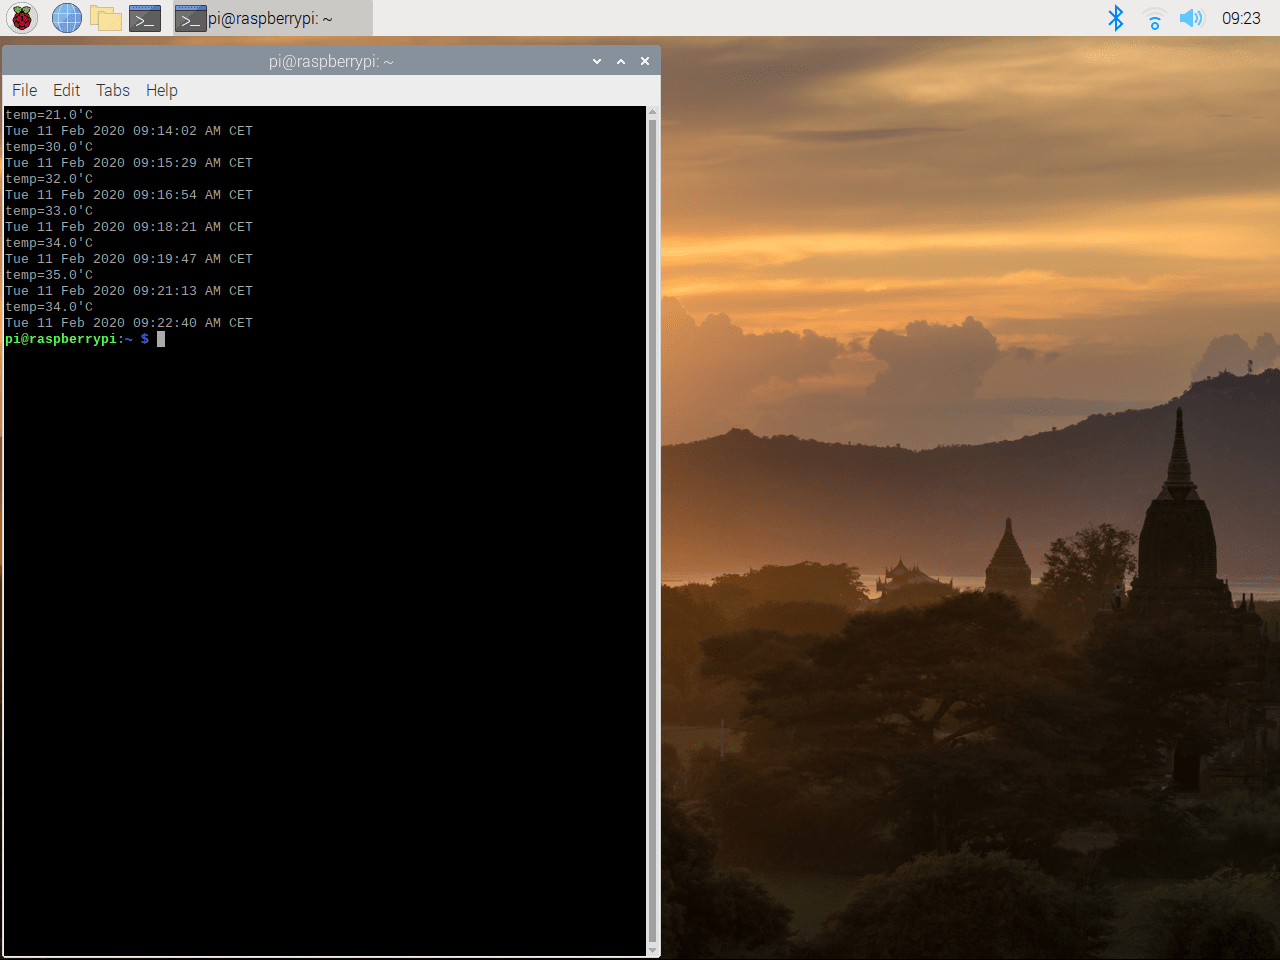 pi@raspberrypi: ~
09:23
pi@raspberrypi: ~
File Edit Tabs Help
temp=21.0'C
Tue 11 Feb 2020 09:14:02 AM CET
temp=30.0'C
Tue 11 Feb 2020 09:15:29 AM CET
temp=32.0'C
Tue 11 Feb 2020 09:16:54 AM CET
temp=33.0'C
Tue 11 Feb 2020 09:18:21 AM CET
temp=34.0'C
Tue 11 Feb 2020 09:19:47 AM CET
temp=35.0'C
Tue 11 Feb 2020 09:21:13 AM CET
temp=34.0'C
Tue 11 Feb 2020 09:22:40 AM CET
pi@raspberrypi:~ $